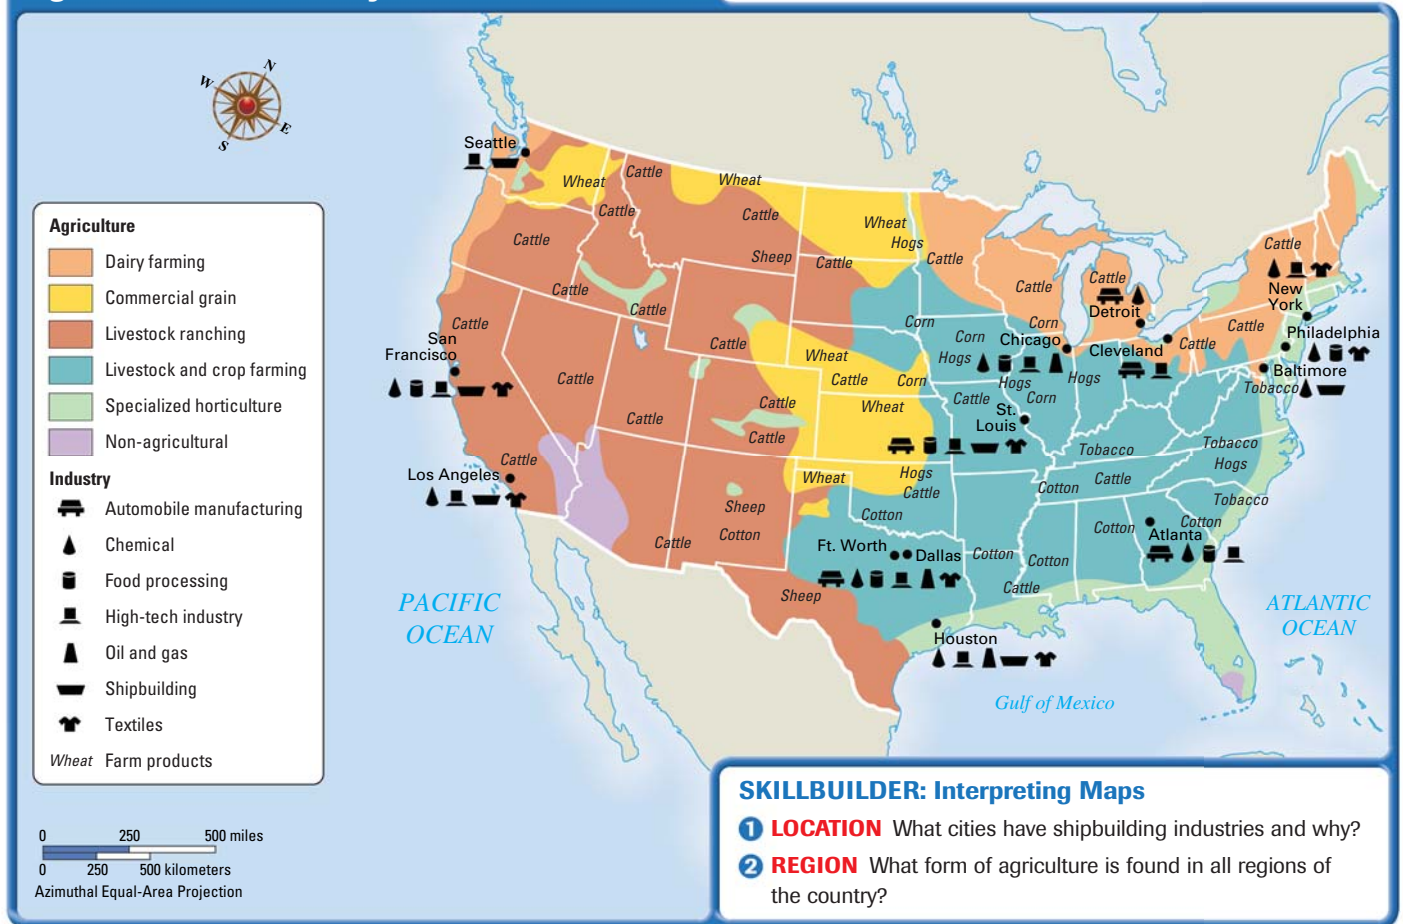 N
W
E
S
Agriculture
Dairy farming
Commercial grain
Livestock ranching
Livestock and crop farming
Specialized horticulture
Non-agricultural
Industry
Automobile manufacturing
Chemical
Food processing
High-tech industry
Oil and gas
Shipbuilding
Textiles
Wheat Farm products
0 250 500 miles
0 250 500 kilometers
Azimuthal Equal-Area Projection
Seattle
Wheat
Cattle
Wheat
Cattle
Cattle
Wheat
Hogs
Cattle
Sheep
Cattle
Cattle
Cattle
Cattle
Cattle
Cattle
Cattle
New
York
Cattle
Cattle
San
Francisco
Cattle
Corn
Corn
Corn
Detroit
Philadelphia
Cattle
Wheat
Hogs
Chicago
Cleveland
Cattle
Baltimore
Cattle
Cattle
Corn
Hogs
Hogs
Tobacco
Cattle
Wheat
Cattle
Corn
St.
Louis
Cattle
Cattle
Tobacco
Tobacco
Cattle
Los Angeles
Wheat
Hogs
Cattle
Cotton
Cattle
Hogs
Tobacco
Sheep
Cotton
Cotton
Cotton
Cotton
Atlanta
Cattle
Ft. Worth
Dallas
Cotton
Cotton
Cattle
Sheep
Houston
PACIFIC
OCEAN
ATLANTIC
OCEAN
Gulf of Mexico
SKILLBUILDER: Interpreting Maps
1 LOCATION What cities have shipbuilding industries and why?
2 REGION What form of agriculture is found in all regions of
the country?